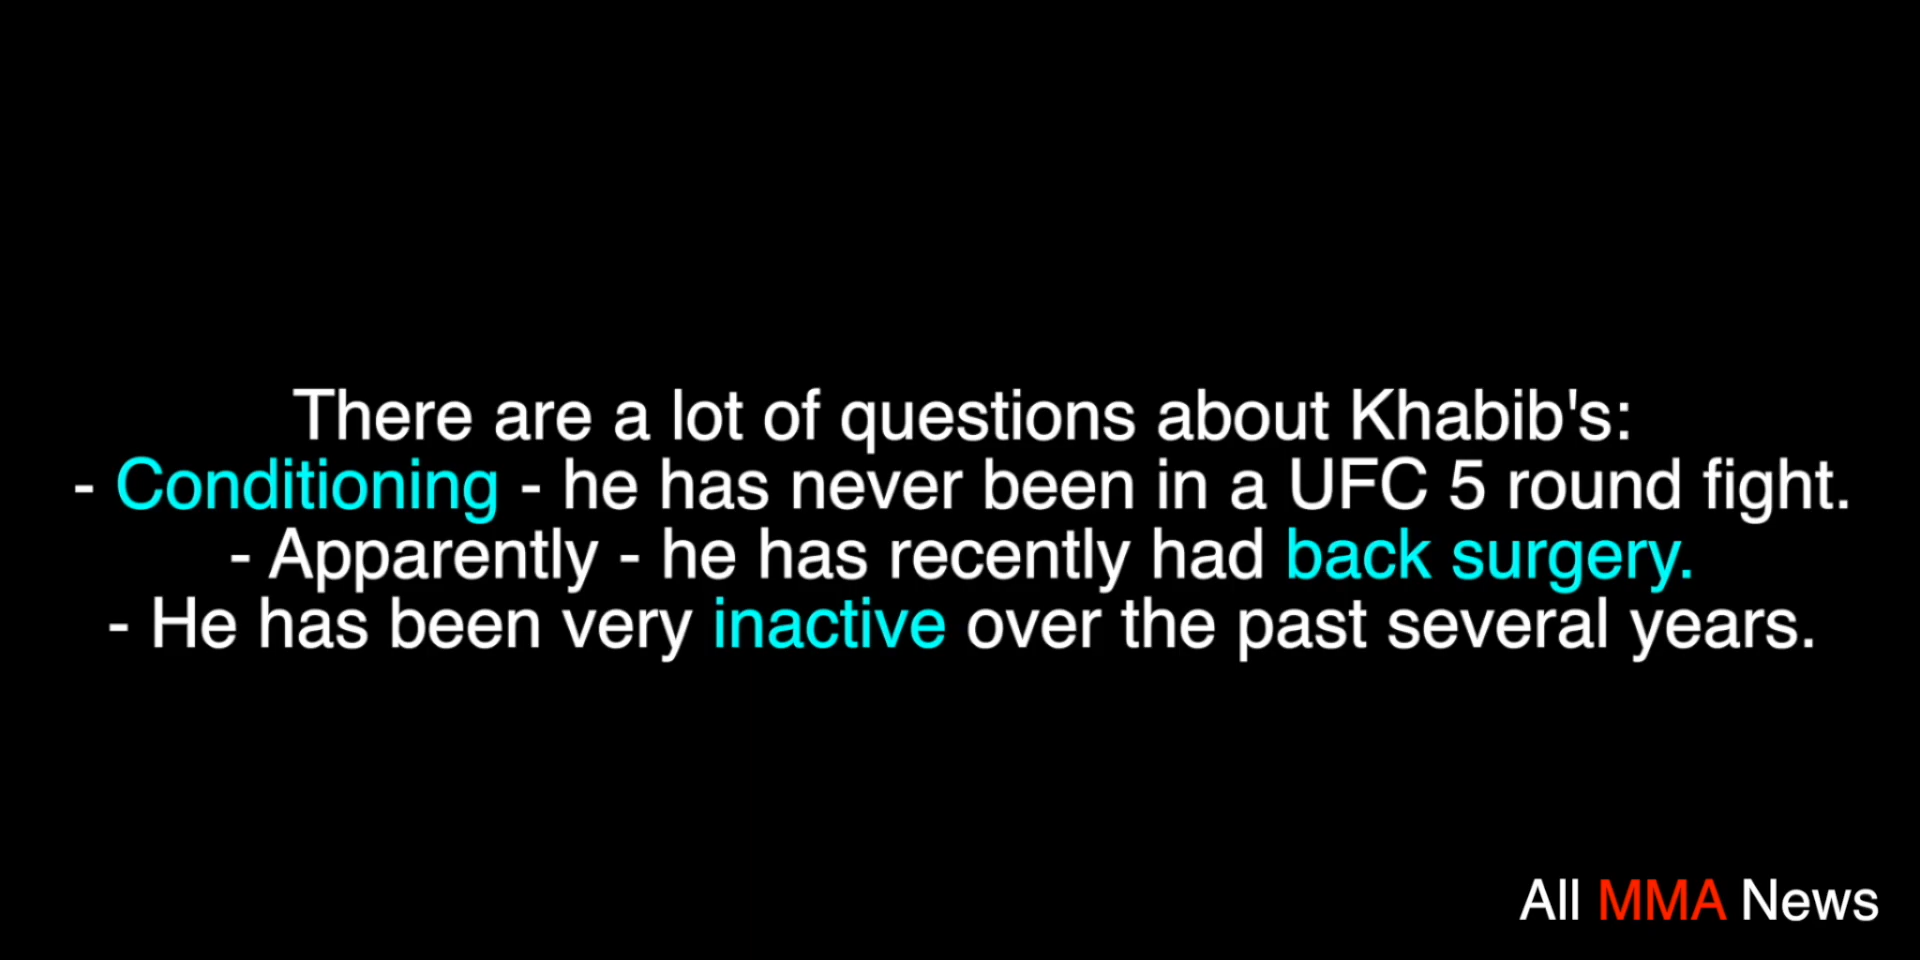 There are a lot of questions about Khabib's:
- Conditioning - he has never been in a UFC 5 round fight.
- Apparently - he has recently had back surgery.
- He has been very inactive over the past several years.
All MMA News